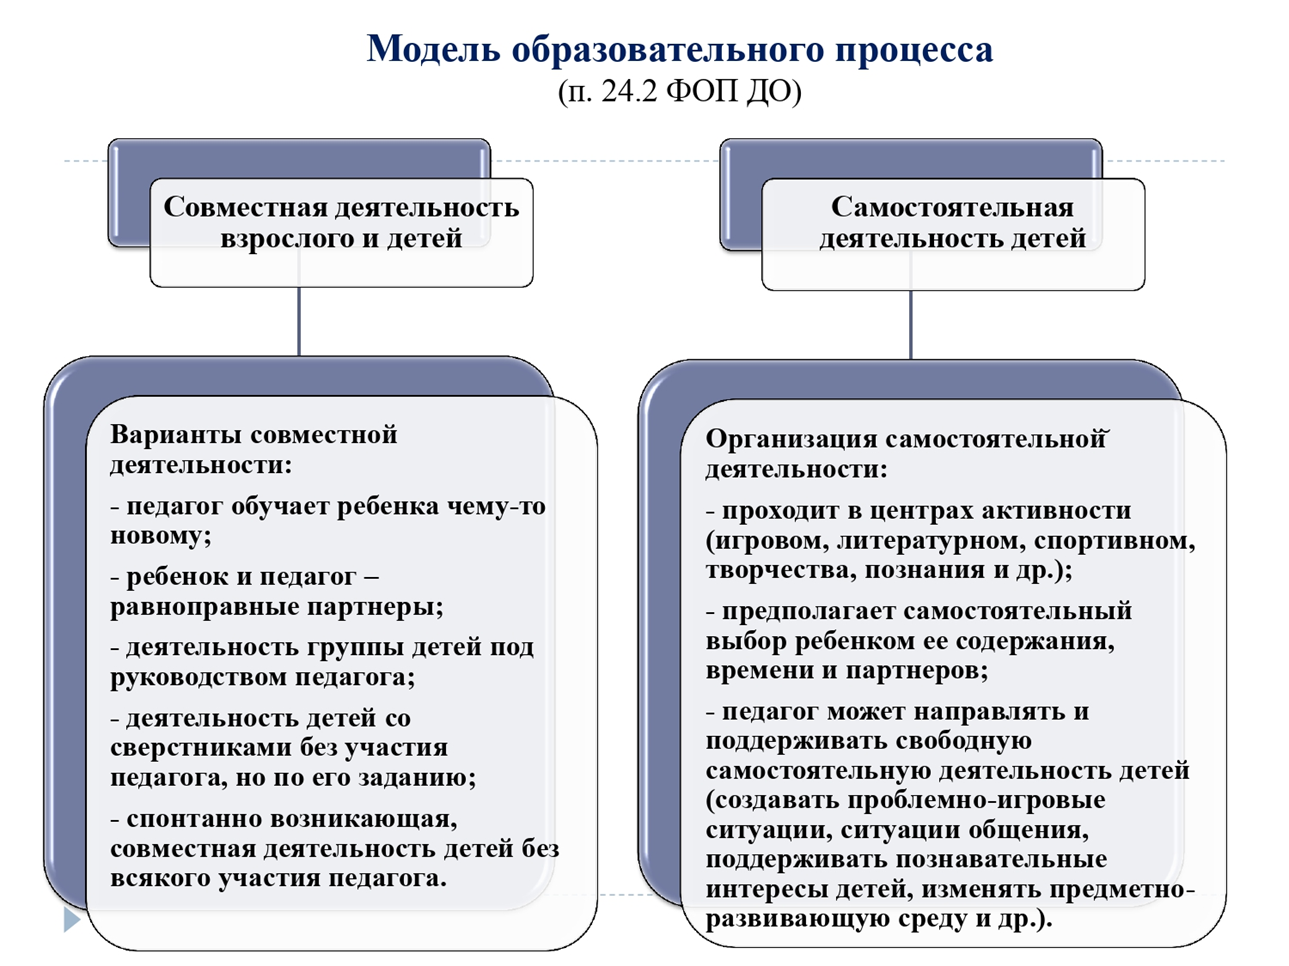 Модель образовательного процесса
(п. 24.2 ФОП ДО)
Совместная деятельность
взрослого и детей
Варианты совместной
деятельности:
- педагог обучает ребенка чему-то
новому;
- ребенок и педагог –
равноправные партнеры;
- деятельность группы детей под
руководством педагога;
- деятельность детей со
сверстниками без участия
педагога, но по его заданию;
- спонтанно возникающая,
совместная деятельность детей без
всякого участия педагога.
Самостоятельная
деятельность детей
Организация самостоятельной
деятельности:
- проходит в центрах активности
(игровом, литературном, спортивном,
творчества, познания и др.);
- предполагает самостоятельный
выбор ребенком ее содержания,
времени и партнеров;
- педагог может направлять и
поддерживать свободную
самостоятельную деятельность детей
(создавать проблемно-игровые
ситуации, ситуации общения,
поддерживать познавательные
интересы детей, изменять предметно-
развивающую среду и др.).